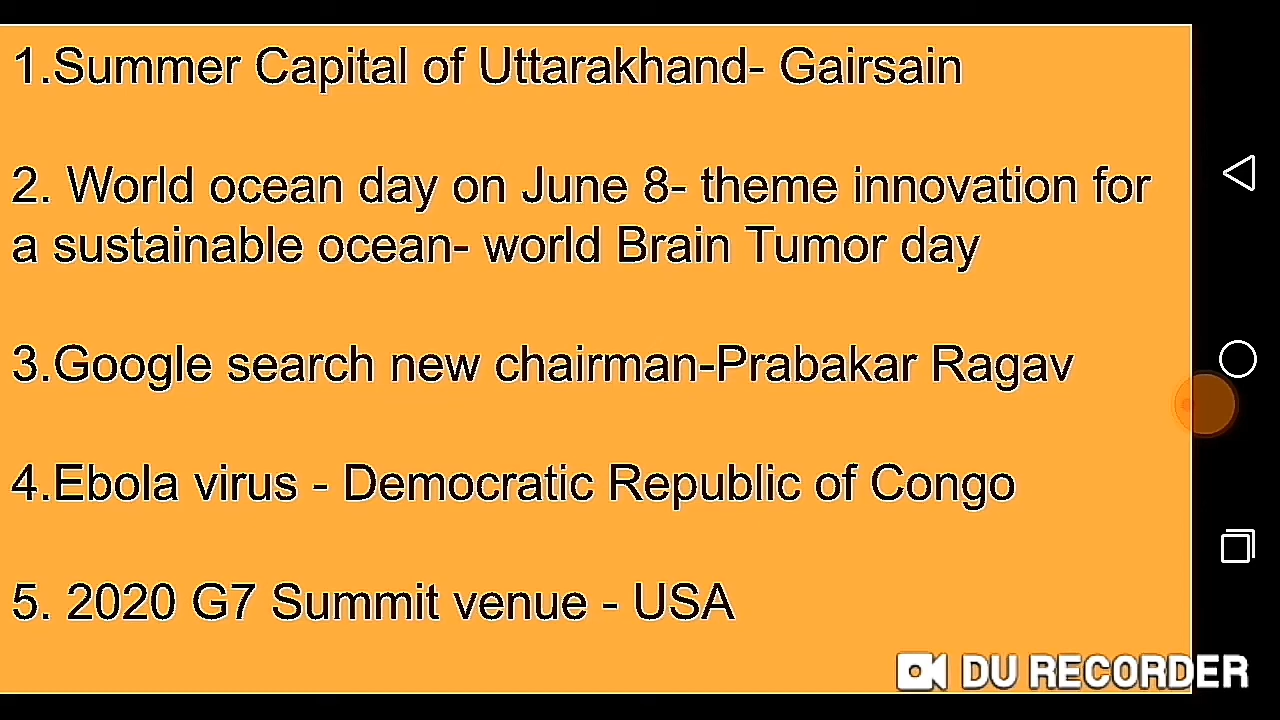 1.Summer Capital of Uttarakhand- Gairsain
2. World ocean day on June 8- theme innovation for
a sustainable ocean- world Brain Tumor day
3.Google search new chairman-Prabakar Ragav
4.Ebola virus - Democratic Republic of Congo
5. 2020 G7 Summit venue - USA
DU RECORDER